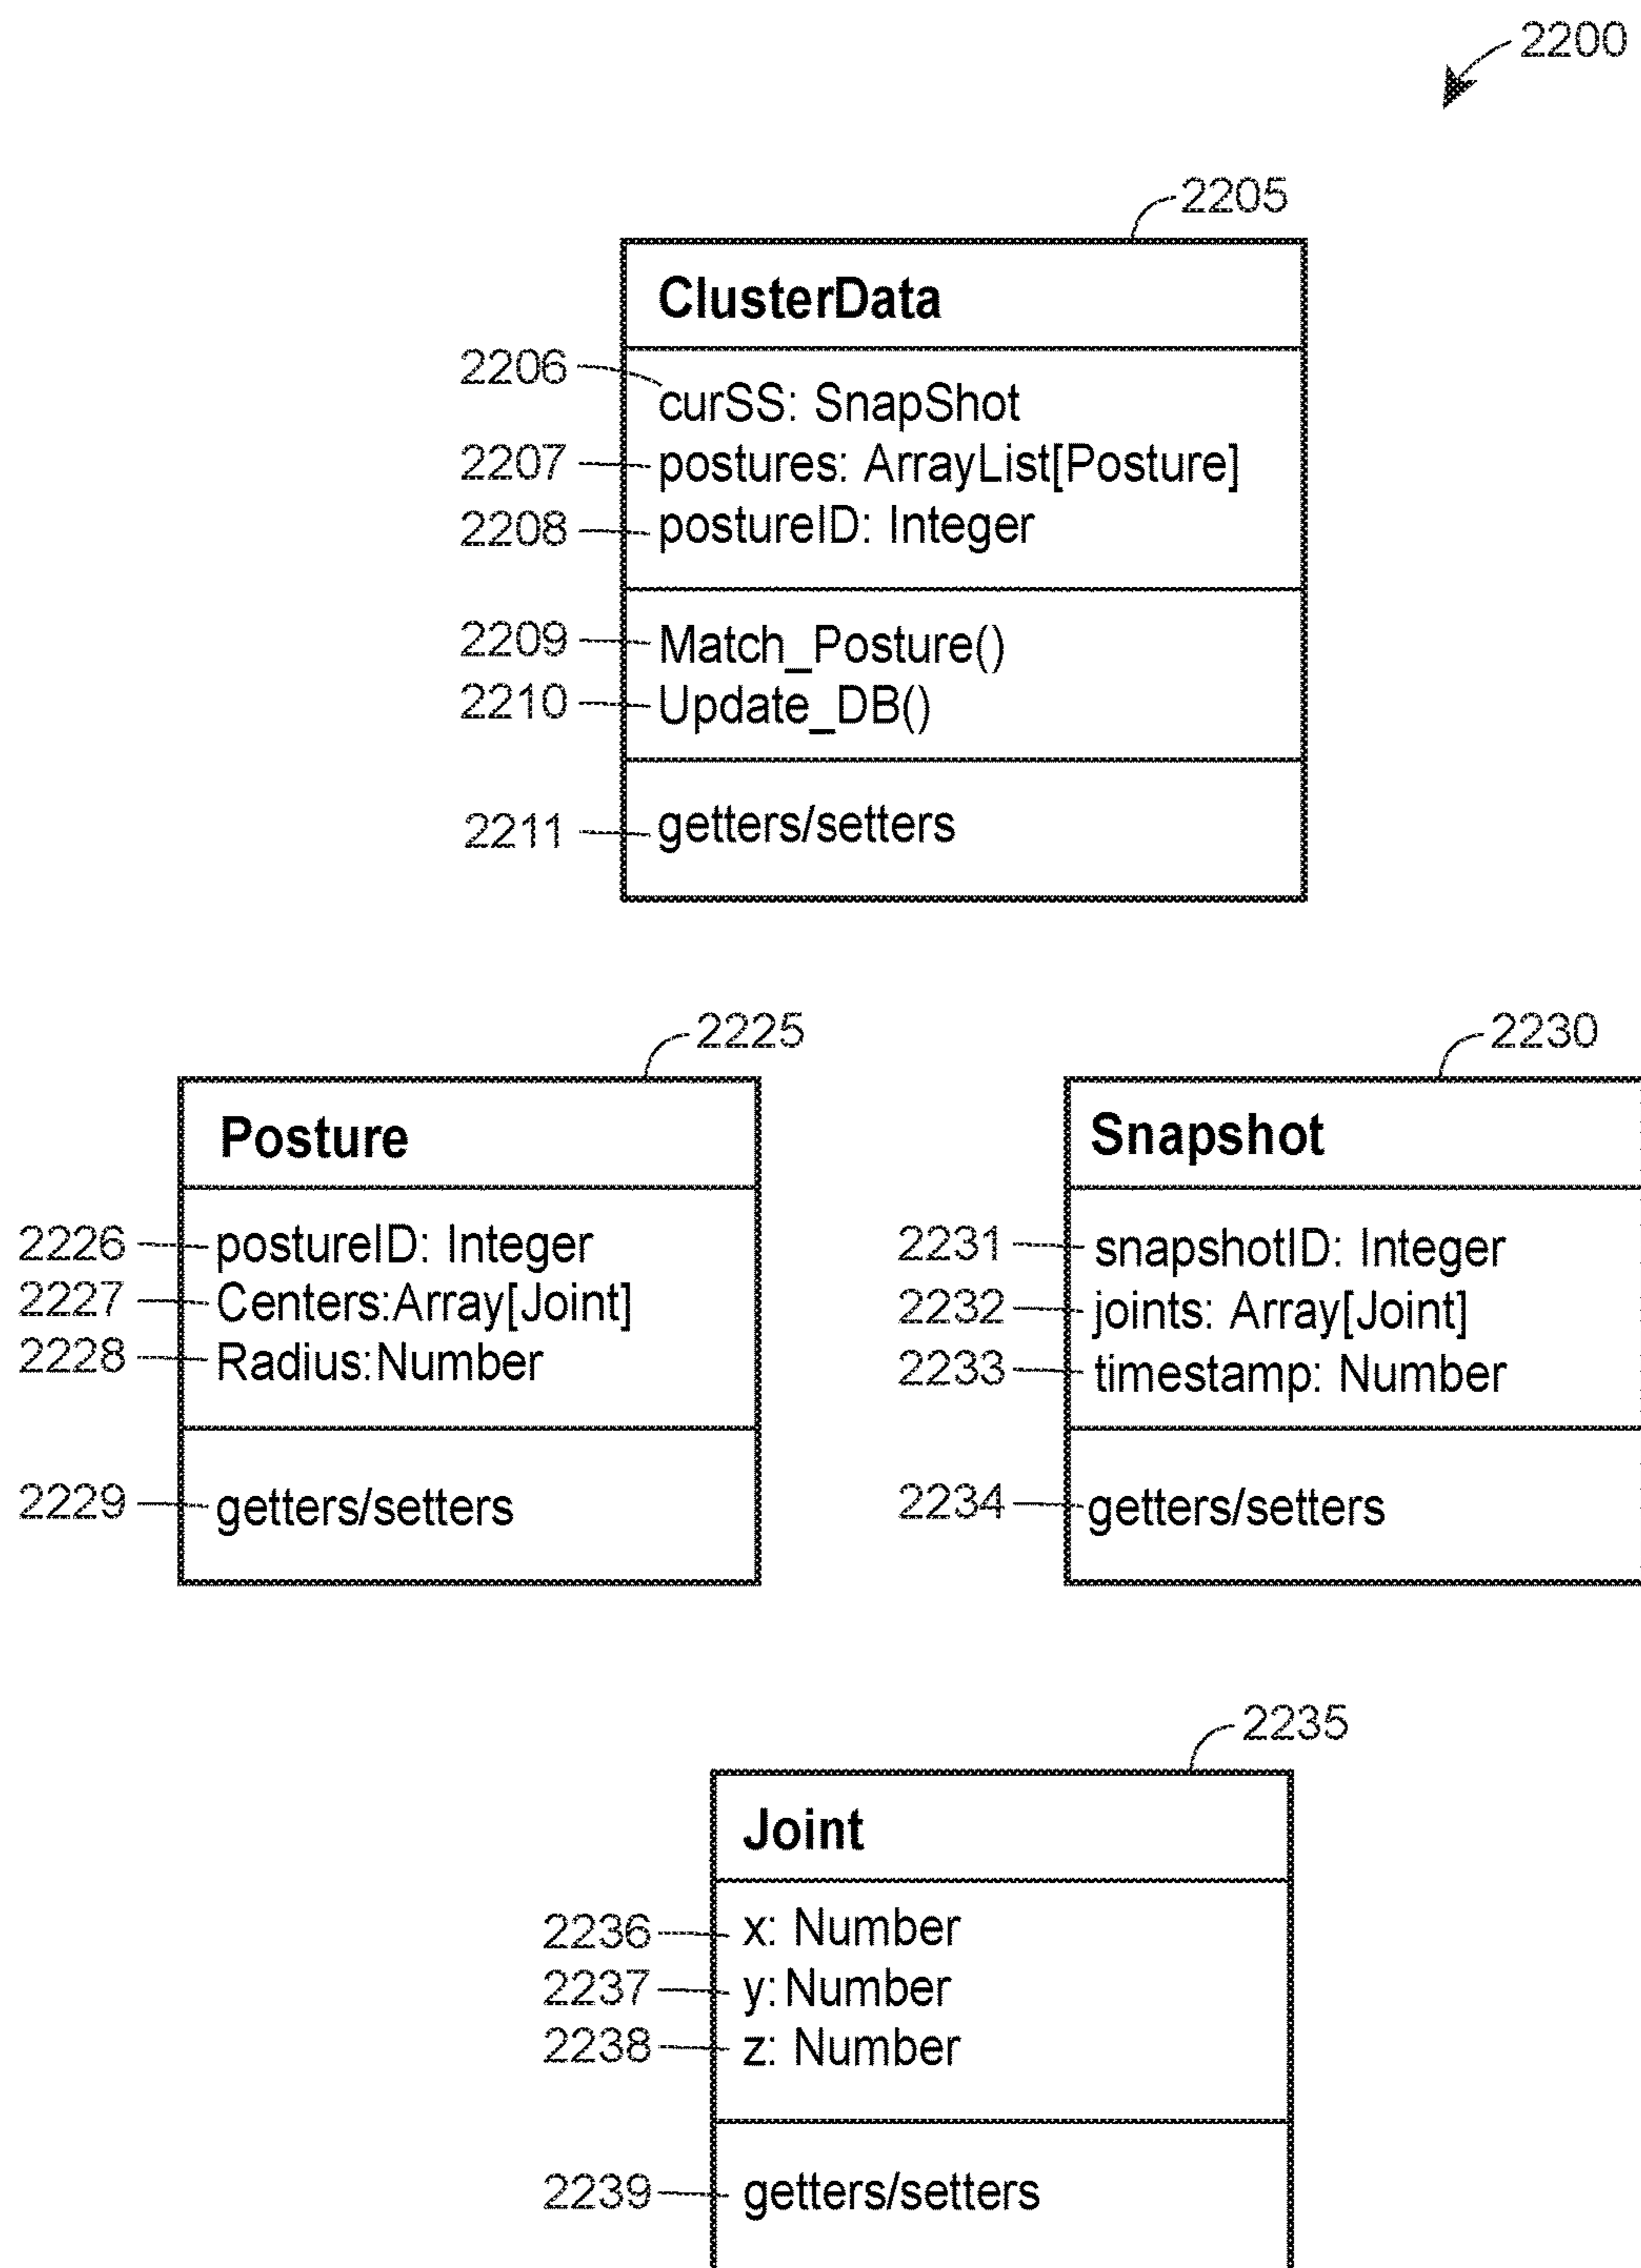 2200
2205
ClusterData
2206 curSS: SnapShot
2207 postures: ArrayList[Posture]
2208 postureID: Integer
2209 Match_Posture()
2210 Update_DB()
2211 getters/setters
2225
Posture
2226 postureID: Integer
2227 Centers:Array[Joint]
2228 Radius:Number
2229 getters/setters
2230
Snapshot
2231 snapshotID: Integer
2232 joints: Array[Joint]
2233 timestamp: Number
2234 getters/setters
2235
Joint
2236 x: Number
2237 y: Number
2238 z: Number
2239 getters/setters